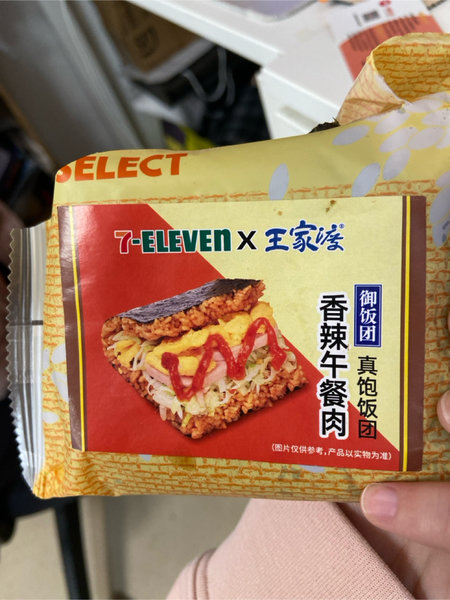 SELECT
7-ELEVEN X 王家渡®
御饭团
香辣午餐肉
真饱饭团
(图片仅供参考,产品以实物为准)